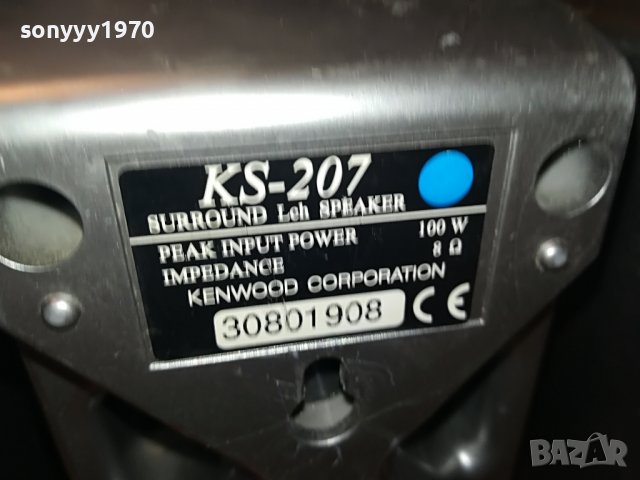 sonyyy1970
KS-207
SURROUND Lch SPEAKER
PEAK INPUT POWER 100 W
IMPEDANCE 8 Ω
KENWOOD CORPORATION
30801908 CE
BAZAR